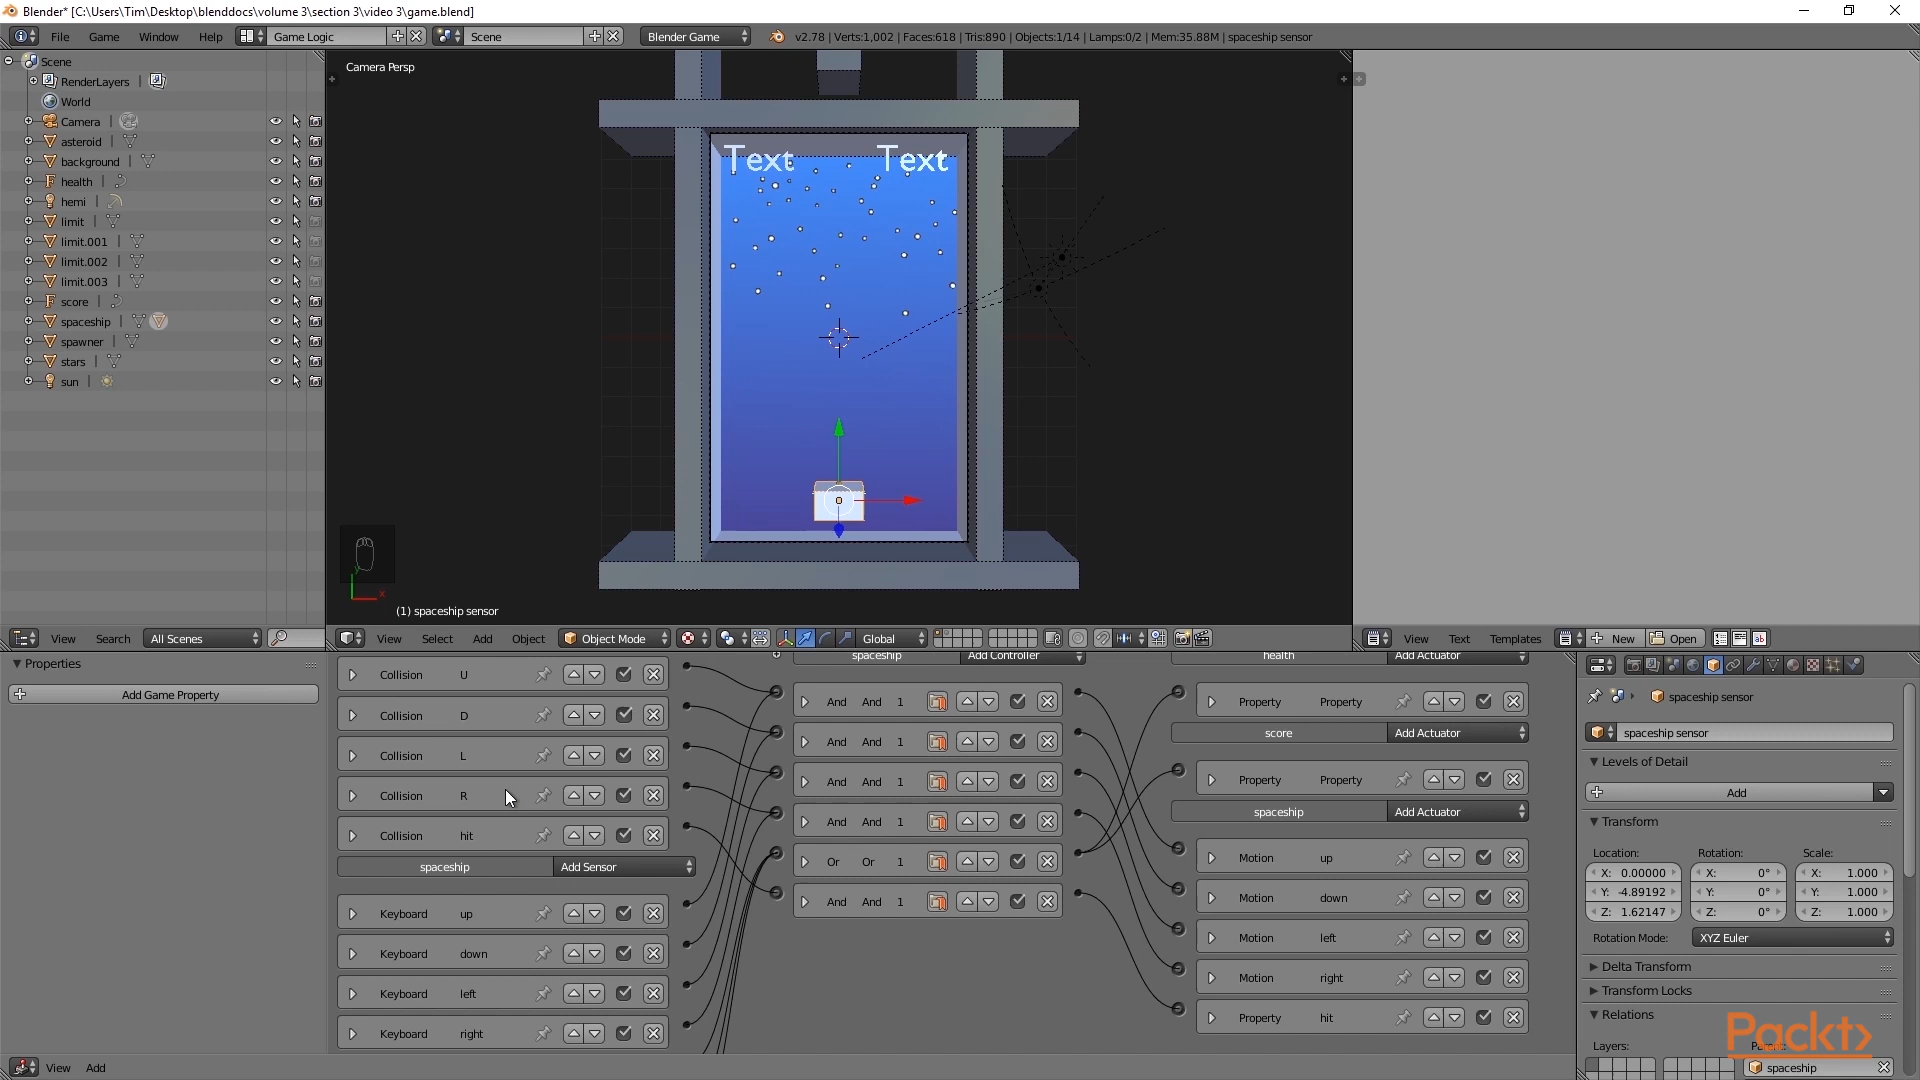 Blender* [C:\Users\Tim\Desktop\blenddocs\volume 3\section 3\video 3\game.blend]
File Game Window Help Game Logic Scene Blender Game v2.78 | Verts:1,002 | Faces:618 | Tris:890 | Objects:1/14 | Lamps:0/2 | Mem:35.88M | spaceship sensor
Scene
RenderLayers |
World
Camera |
asteroid |
background |
health |
hemi |
limit |
limit.001 |
limit.002 |
limit.003 |
score |
spaceship |
spawner |
stars |
sun |
Camera Persp
Text Text
y
x
(1) spaceship sensor
View Search All Scenes
View Select Add Object Object Mode Global
View Text Templates New Open
Properties
Add Game Property
Collision U
Collision D
Collision L
Collision R
Collision hit
spaceship Add Sensor
Keyboard up
Keyboard down
Keyboard left
Keyboard right
spaceship Add Controller
And And 1
And And 1
And And 1
And And 1
Or Or 1
And And 1
health Add Actuator
Property Property
score Add Actuator
Property Property
spaceship Add Actuator
Motion up
Motion down
Motion left
Motion right
Property hit
spaceship sensor
spaceship sensor
Levels of Detail
Add
Transform
Location: Rotation: Scale:
X: 0.00000 X: 0° X: 1.000
Y: -4.89192 Y: 0° Y: 1.000
Z: 1.62147 Z: 0° Z: 1.000
Rotation Mode: XYZ Euler
Delta Transform
Transform Locks
Relations
Layers:
spaceship
Packt>
View Add